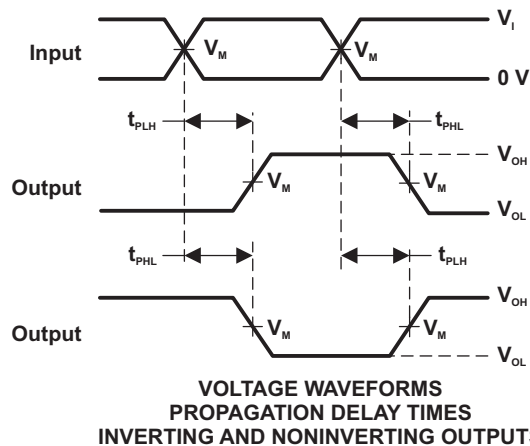 V_I
Input
V_M
V_M
0 V
t_PLH
t_PHL
V_OH
Output
V_M
V_M
V_OL
t_PHL
t_PLH
V_OH
Output
V_M
V_M
V_OL
VOLTAGE WAVEFORMS
PROPAGATION DELAY TIMES
INVERTING AND NONINVERTING OUTPUT